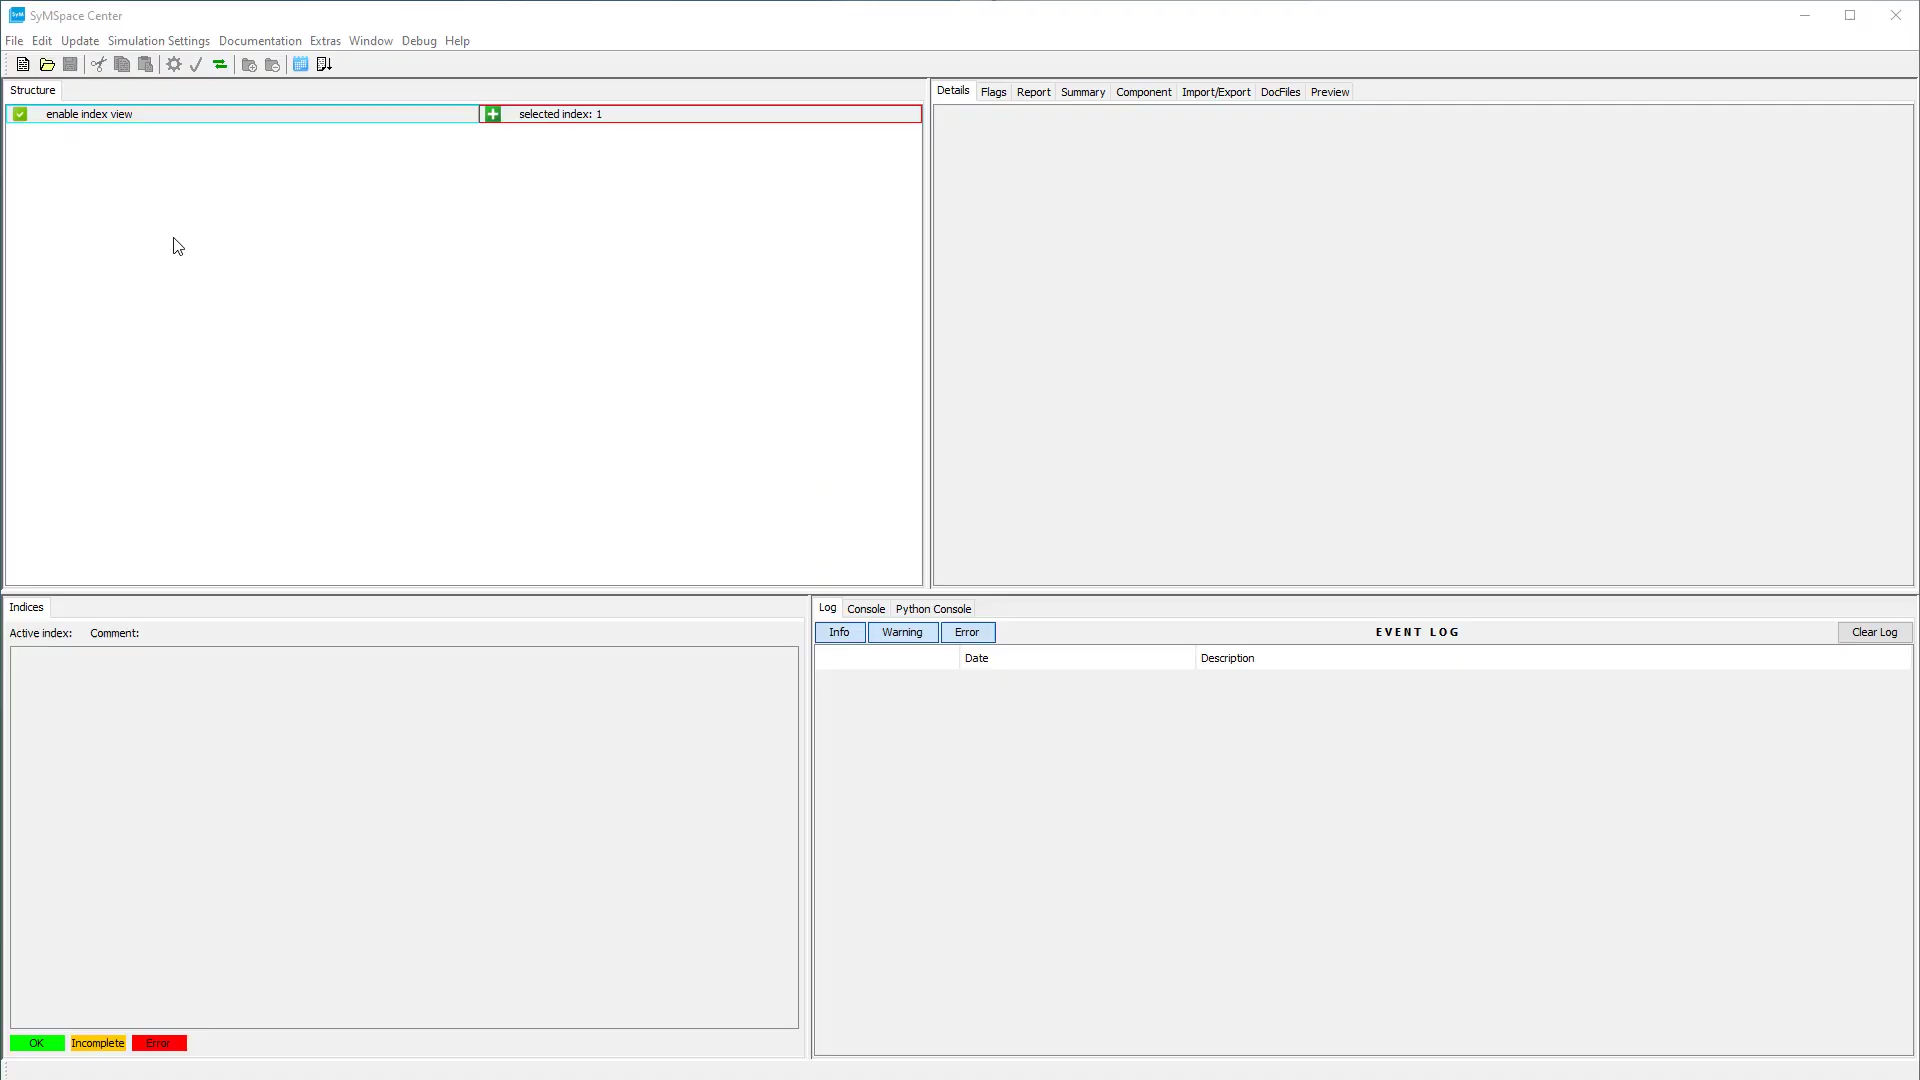 SyMSpace Center
File Edit Update Simulation Settings Documentation Extras Window Debug Help
Structure
enable index view
selected index: 1
Details Flags Report Summary Component Import/Export DocFiles Preview
Indices
Active index: Comment:
OK Incomplete Error
Log Console Python Console
Info Warning Error EVENT LOG Clear Log
Date Description